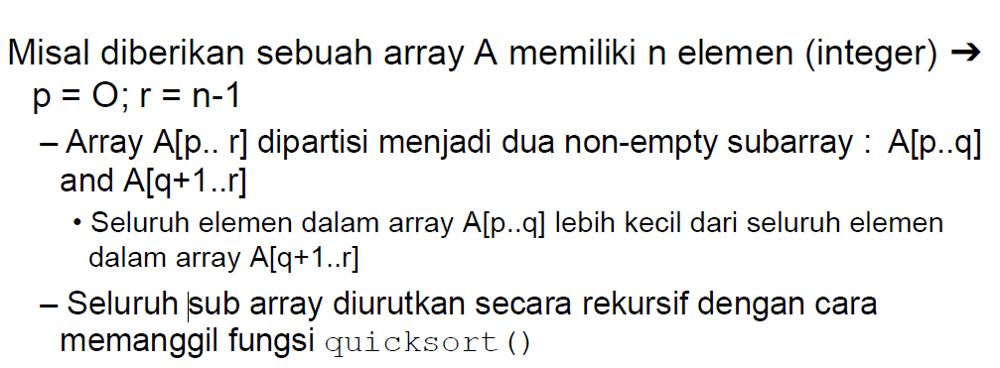 Misal diberikan sebuah array A memiliki n elemen (integer) ➔
p = O; r = n-1
– Array A[p.. r] dipartisi menjadi dua non-empty subarray :  A[p..q]
and A[q+1..r]
• Seluruh elemen dalam array A[p..q] lebih kecil dari seluruh elemen
dalam array A[q+1..r]
– Seluruh sub array diurutkan secara rekursif dengan cara
memanggil fungsi quicksort()